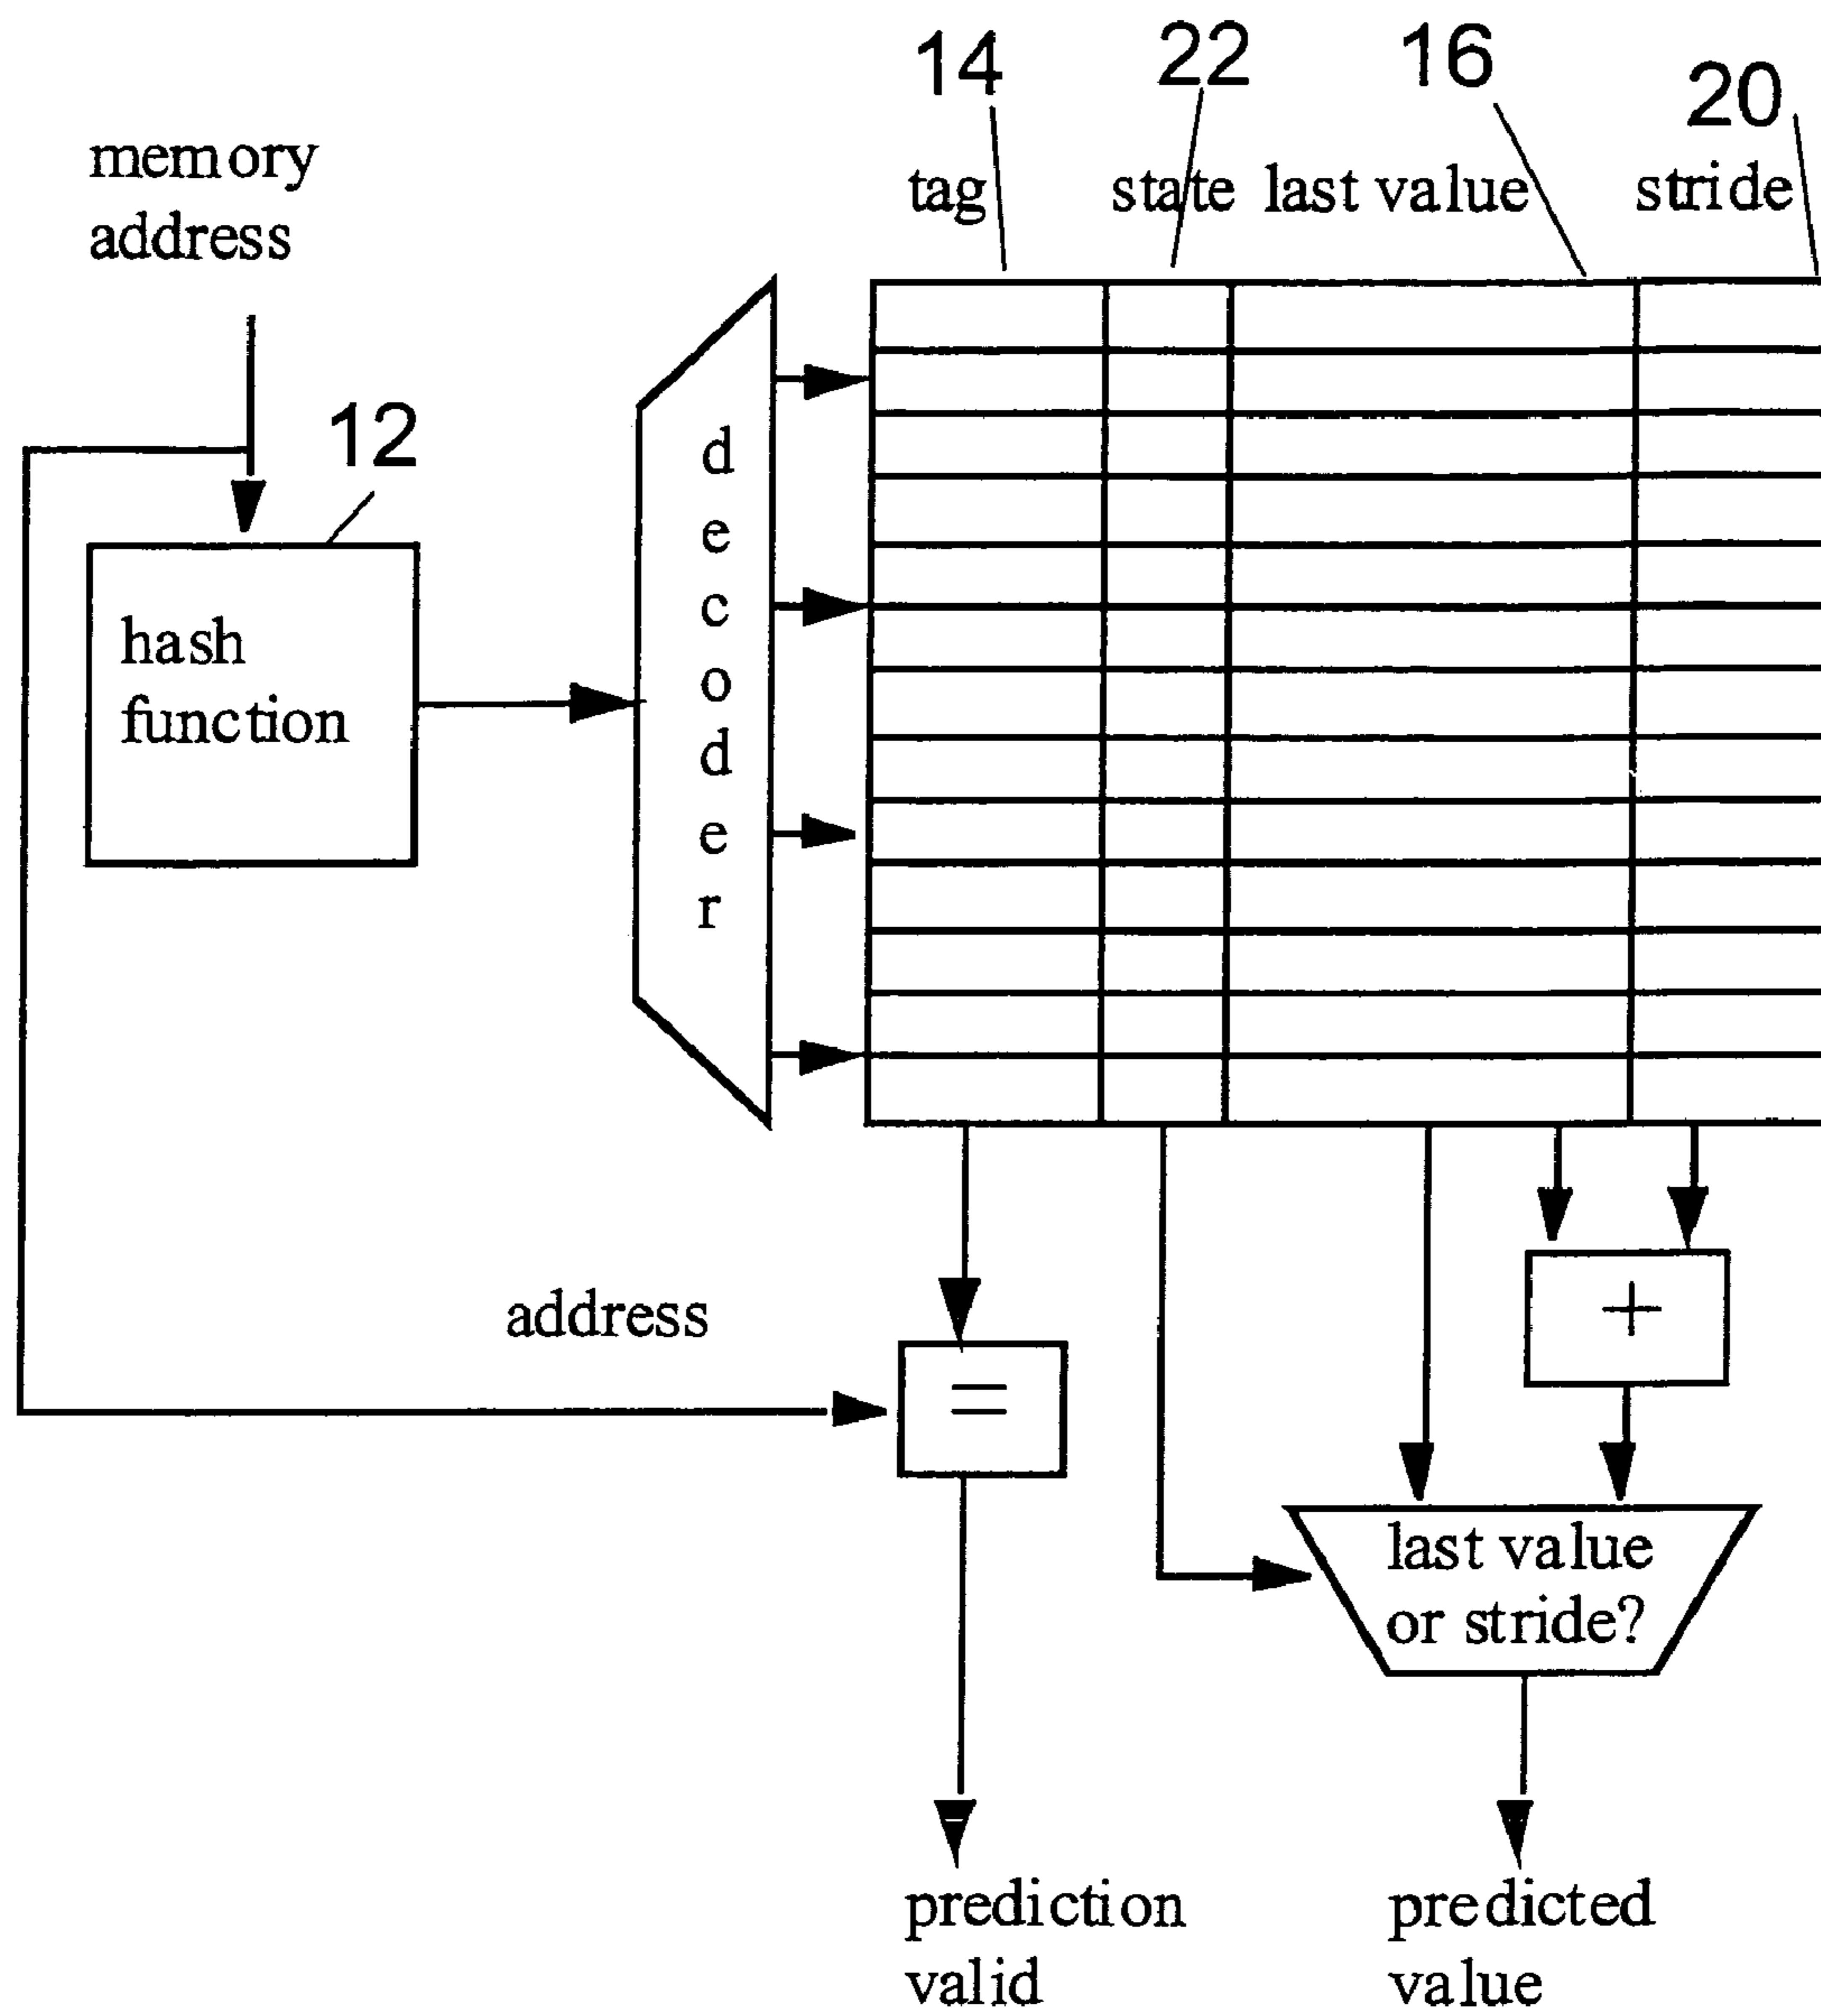 14
22
16
20
memory
address
tag
state
last value
stride
12
hash
function
decoder
address
=
+
last value
or stride?
prediction
valid
predicted
value